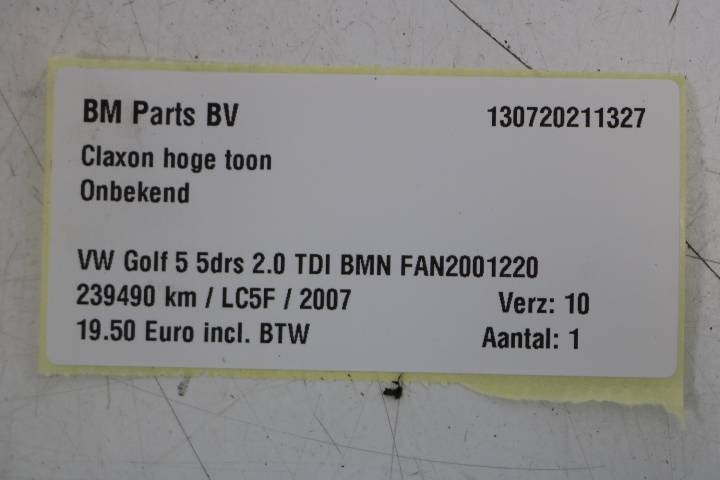 BM Parts BV 130720211327
Claxon hoge toon
Onbekend
VW Golf 5 5drs 2.0 TDI BMN FAN2001220
239490 km / LC5F / 2007 Verz: 10
19.50 Euro incl. BTW Aantal: 1